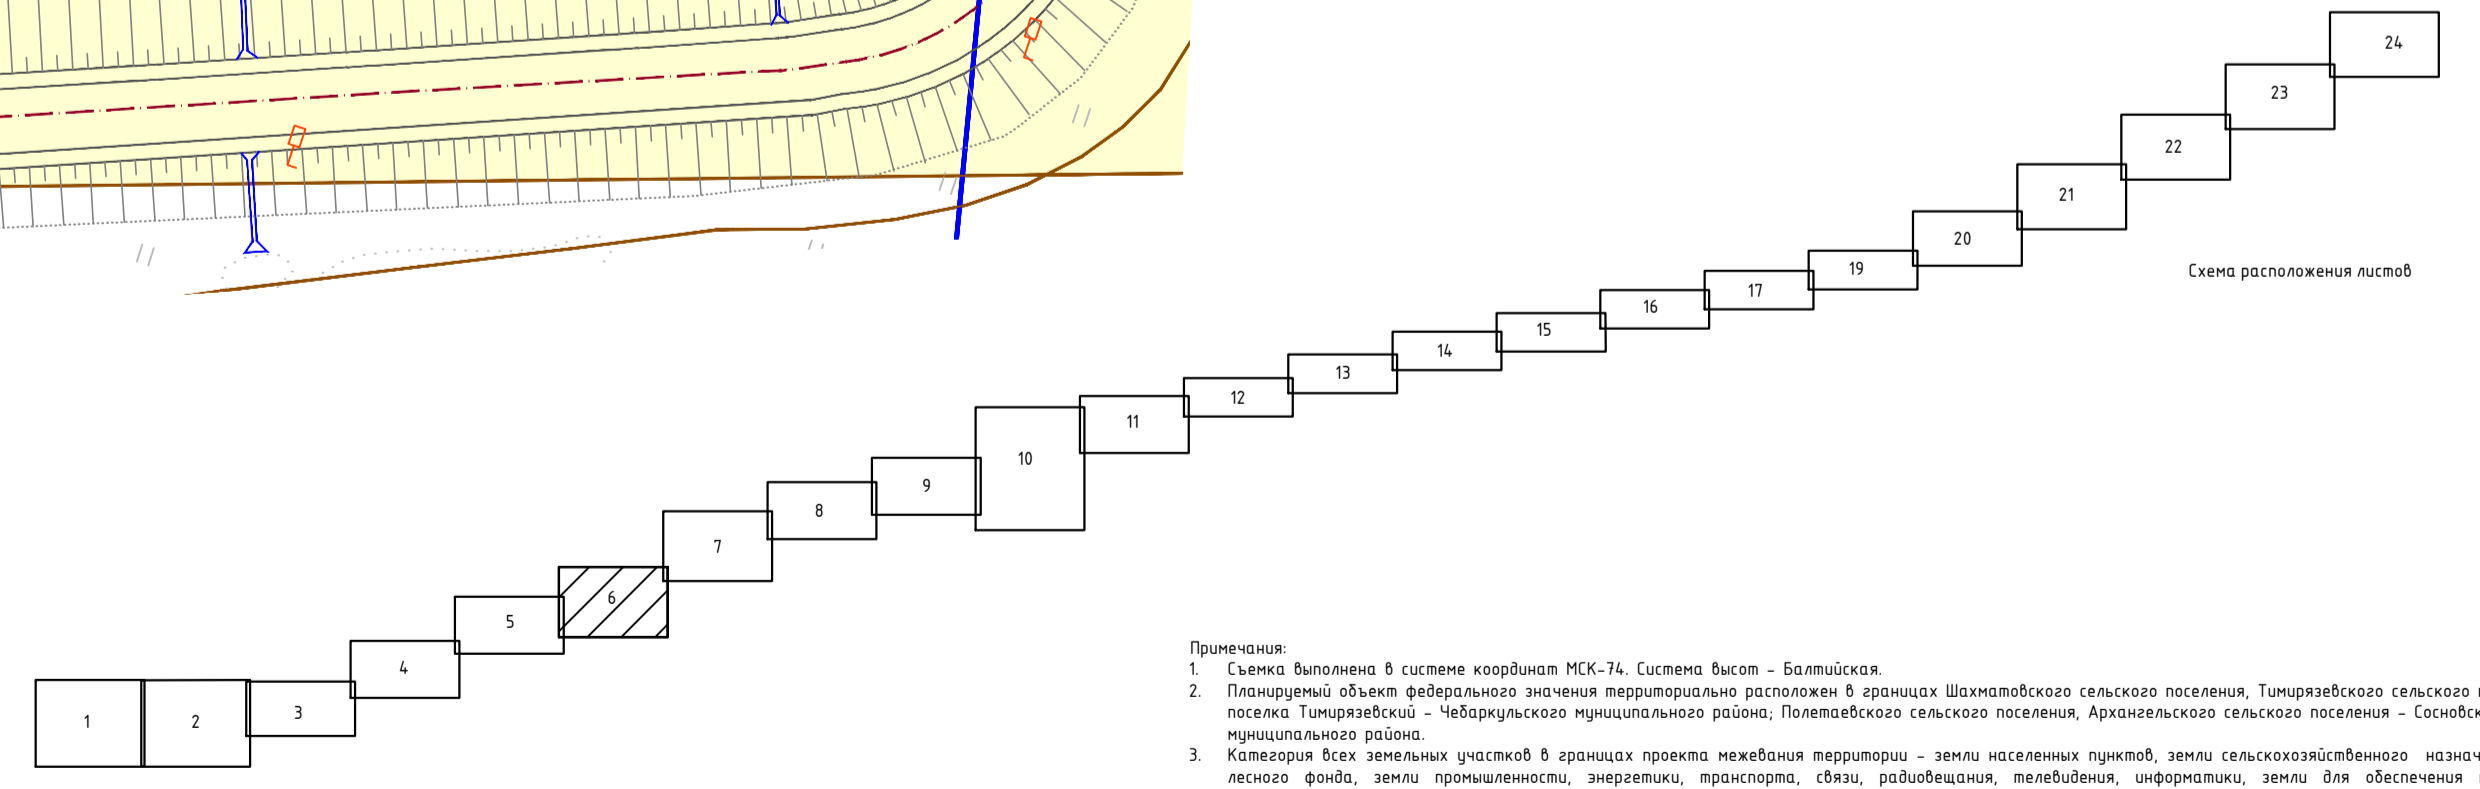 24
23
22
21
20
Схема расположения листов
19
17
16
15
14
13
12
11
10
9
8
7
6
5
4
3
2
1
Примечания:
1. Съемка выполнена в системе координат МСК-74. Система высот - Балтийская.
2. Планируемый объект федерального значения территориально расположен в границах Шахматовского сельского поселения, Тимирязевского сельского
поселка Тимирязевский - Чебаркульского муниципального района; Полетаевского сельского поселения, Архангельского сельского поселения - Сосновск
муниципального района.
3. Категория всех земельных участков в границах проекта межевания территории - земли населенных пунктов, земли сельскохозяйственного назнач
лесного фонда, земли промышленности, энергетики, транспорта, связи, радиовещания, телевидения, информатики, земли для обеспечения